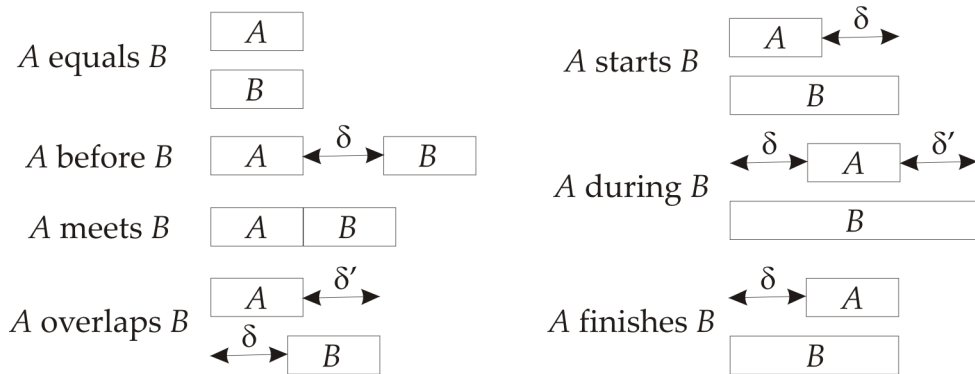 A equals B
A
B
A before B
A
δ
B
A meets B
A
B
A overlaps B
A
δ′
δ
B
A starts B
A
δ
B
A during B
δ
A
δ′
B
A finishes B
δ
A
B